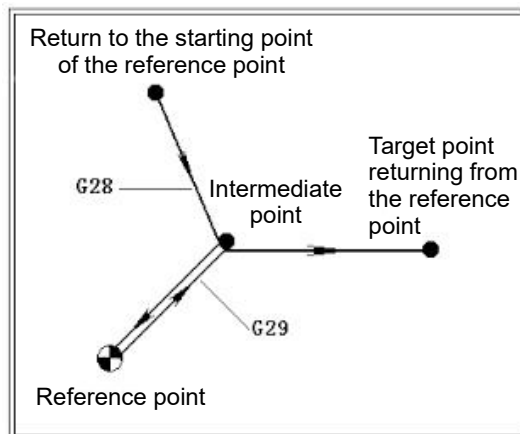 Return to the starting point
of the reference point
Target point
returning from
the reference
point
G28
Intermediate
point
G29
Reference point